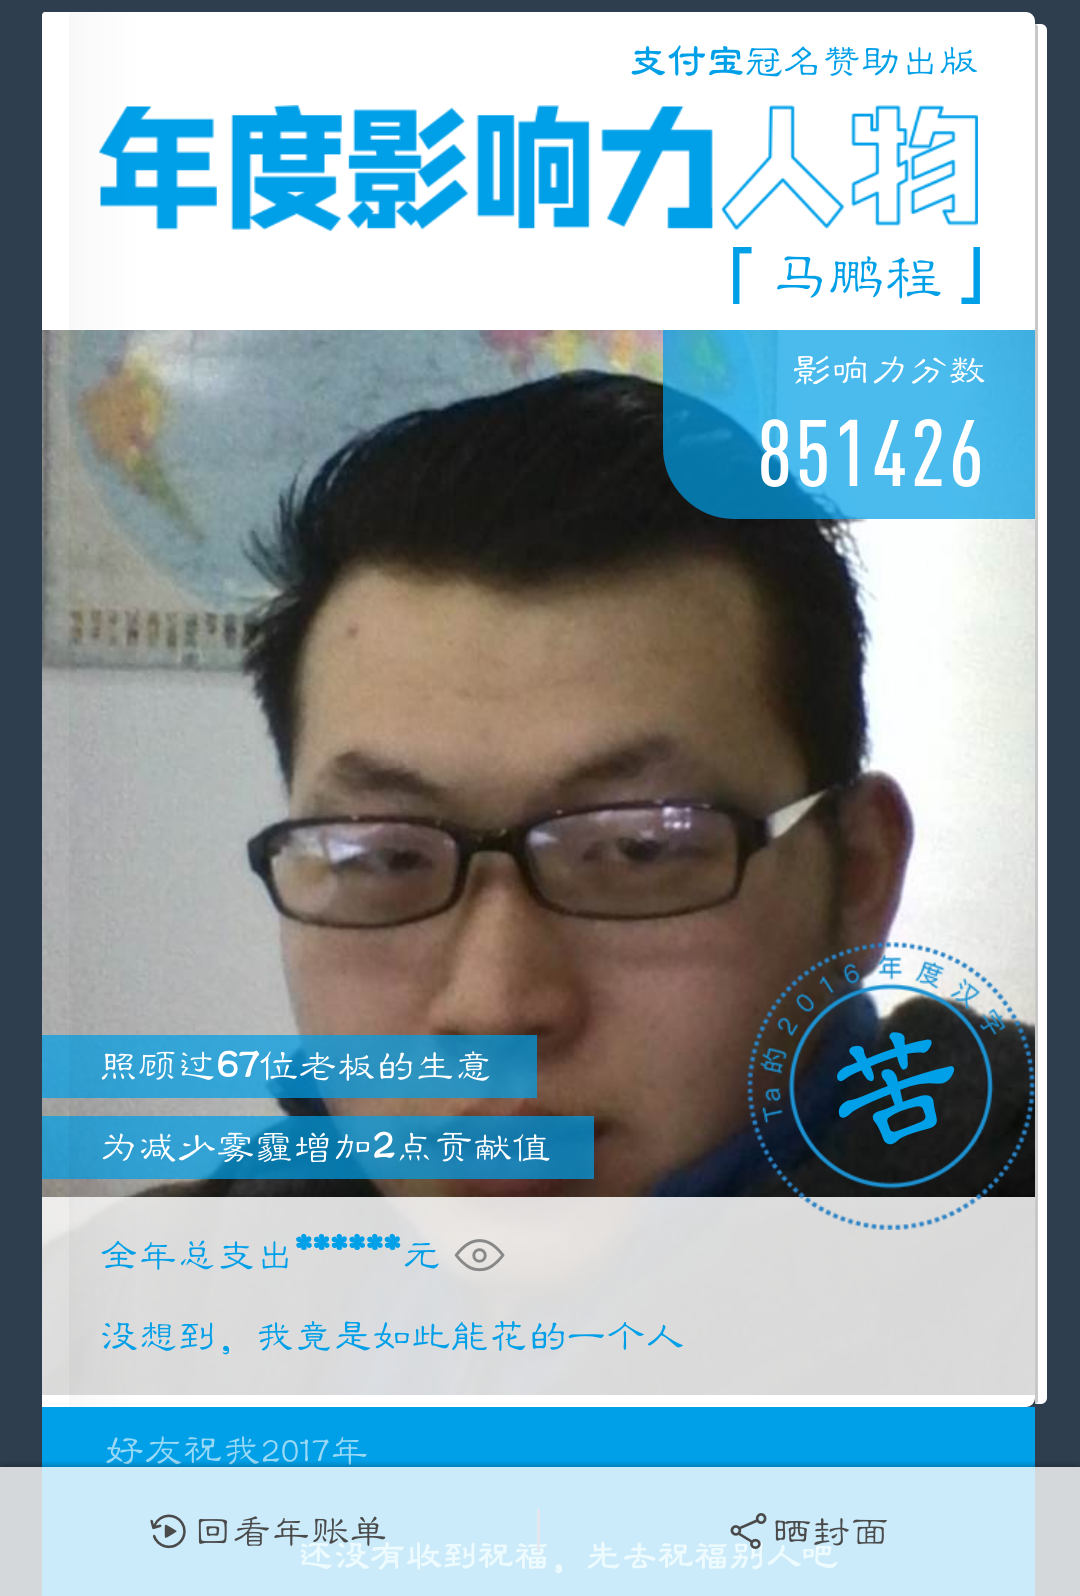 支付宝冠名赞助出版
年度影响力人物
「马鹏程」
影响力分数
851426
Ta的2016年度汉字
苦
照顾过67位老板的生意
为减少雾霾增加2点贡献值
全年总支出******元
没想到，我竟是如此能花的一个人
好友祝我2017年
还没有收到祝福，先去祝福别人吧
回看年账单
晒封面